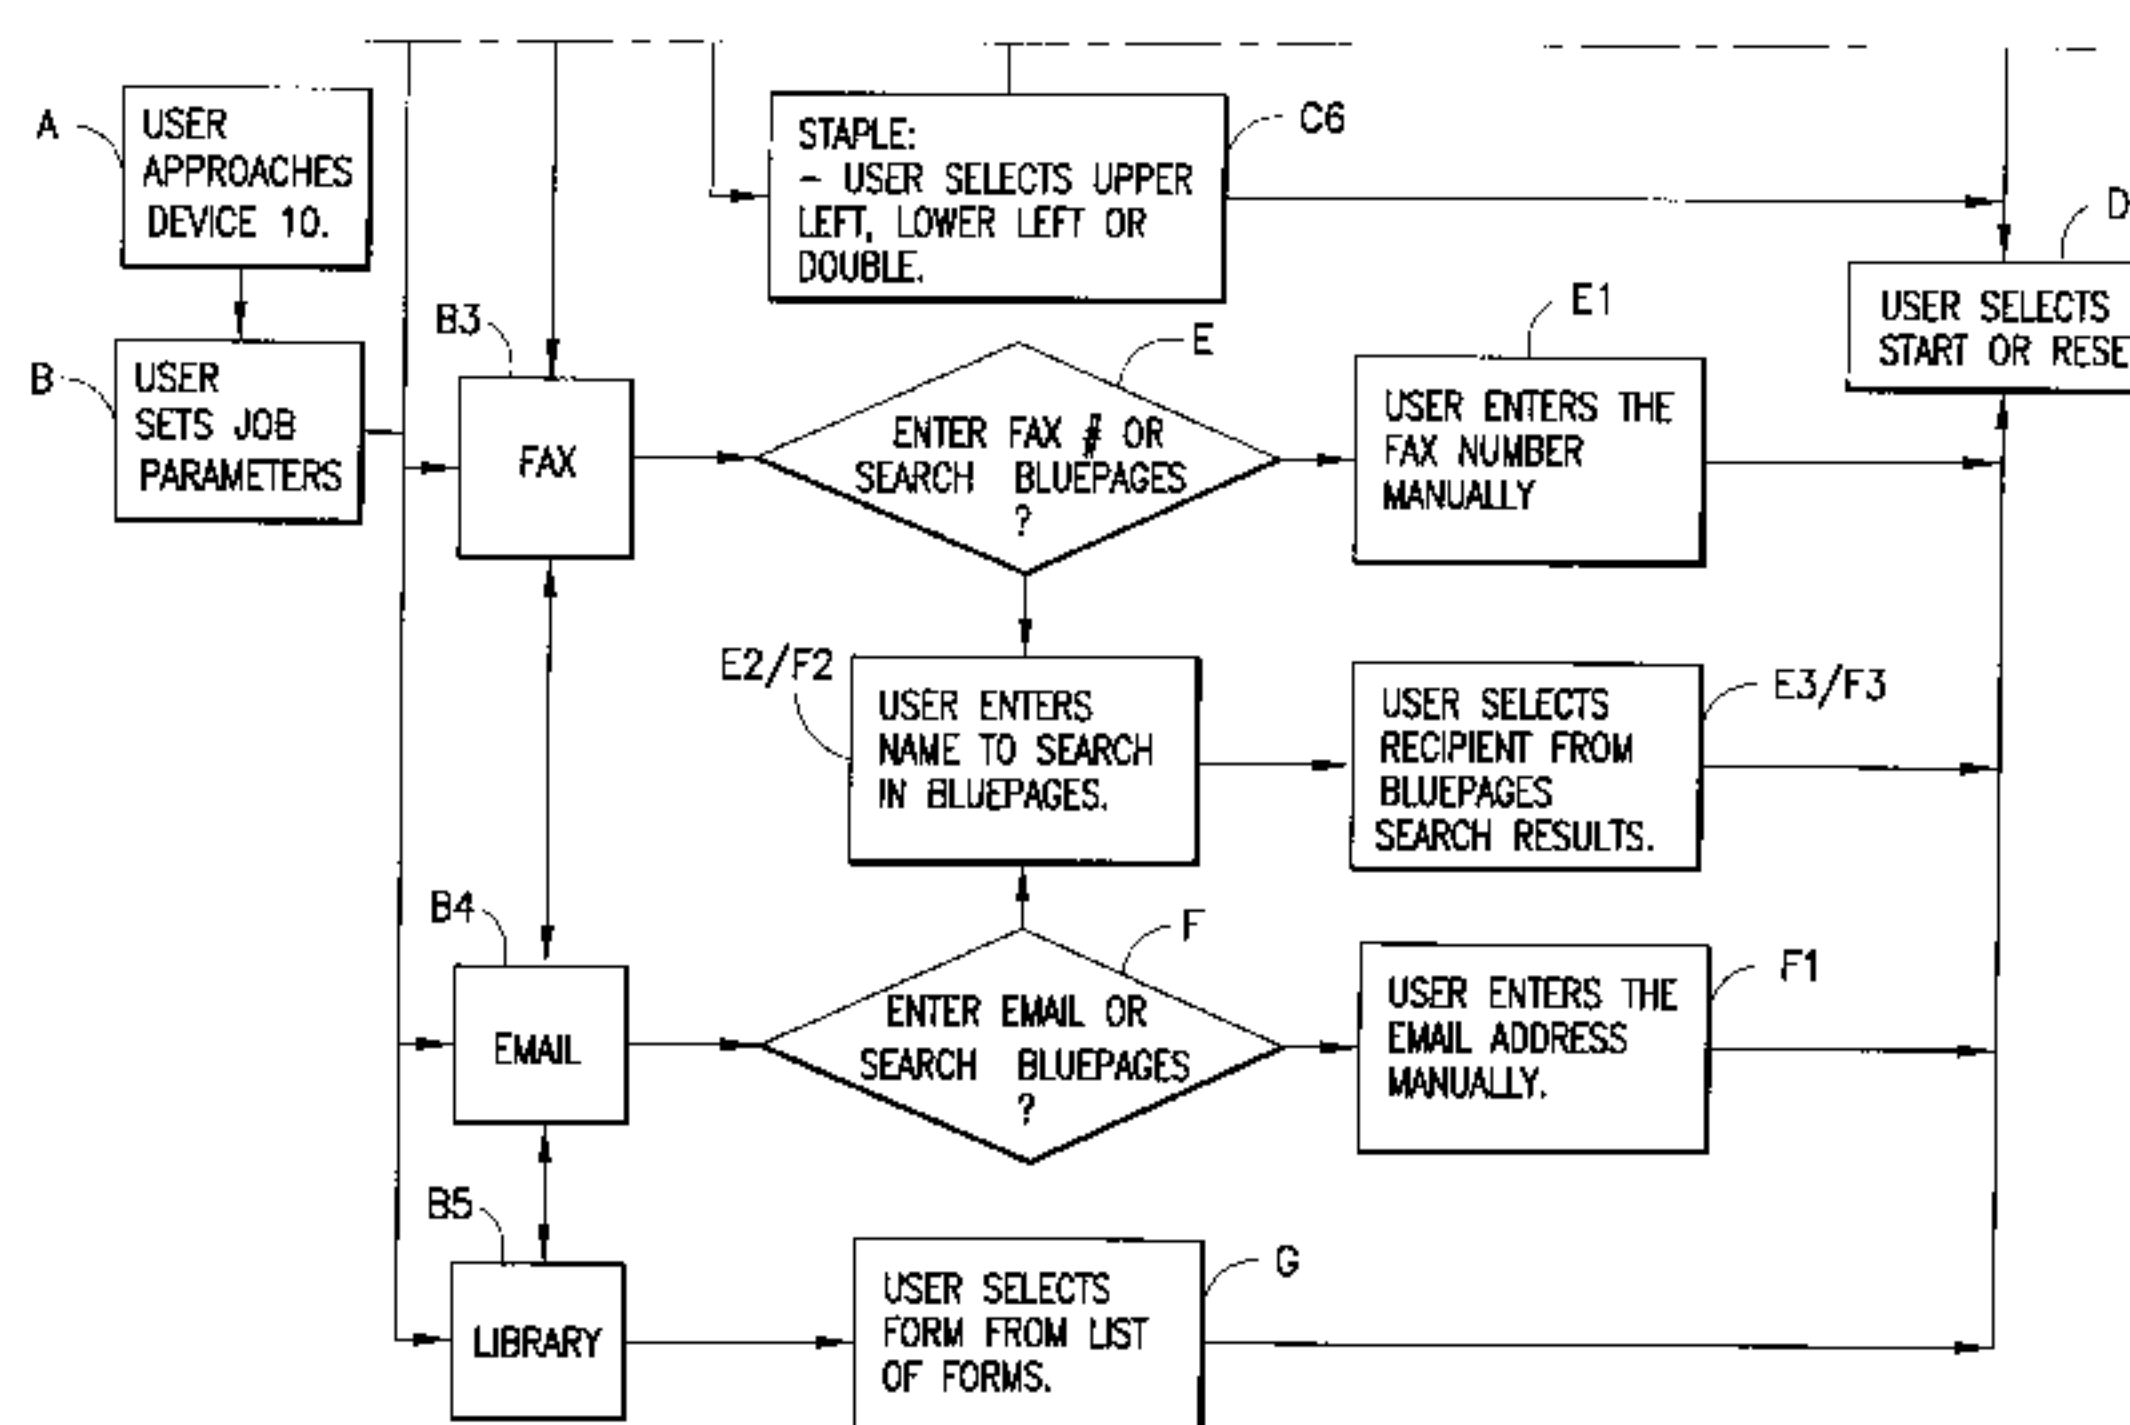 A
USER
APPROACHES
DEVICE 10.
B
USER
SETS JOB
PARAMETERS
STAPLE:
- USER SELECTS UPPER
LEFT, LOWER LEFT OR
DOUBLE.
C6
D
USER SELECTS
START OR RESE
B3
FAX
E
ENTER FAX # OR
SEARCH BLUEPAGES
?
E1
USER ENTERS THE
FAX NUMBER
MANUALLY
E2/F2
USER ENTERS
NAME TO SEARCH
IN BLUEPAGES.
E3/F3
USER SELECTS
RECIPIENT FROM
BLUEPAGES
SEARCH RESULTS.
B4
EMAIL
F
ENTER EMAIL OR
SEARCH BLUEPAGES
?
F1
USER ENTERS THE
EMAIL ADDRESS
MANUALLY.
B5
LIBRARY
G
USER SELECTS
FORM FROM LIST
OF FORMS.